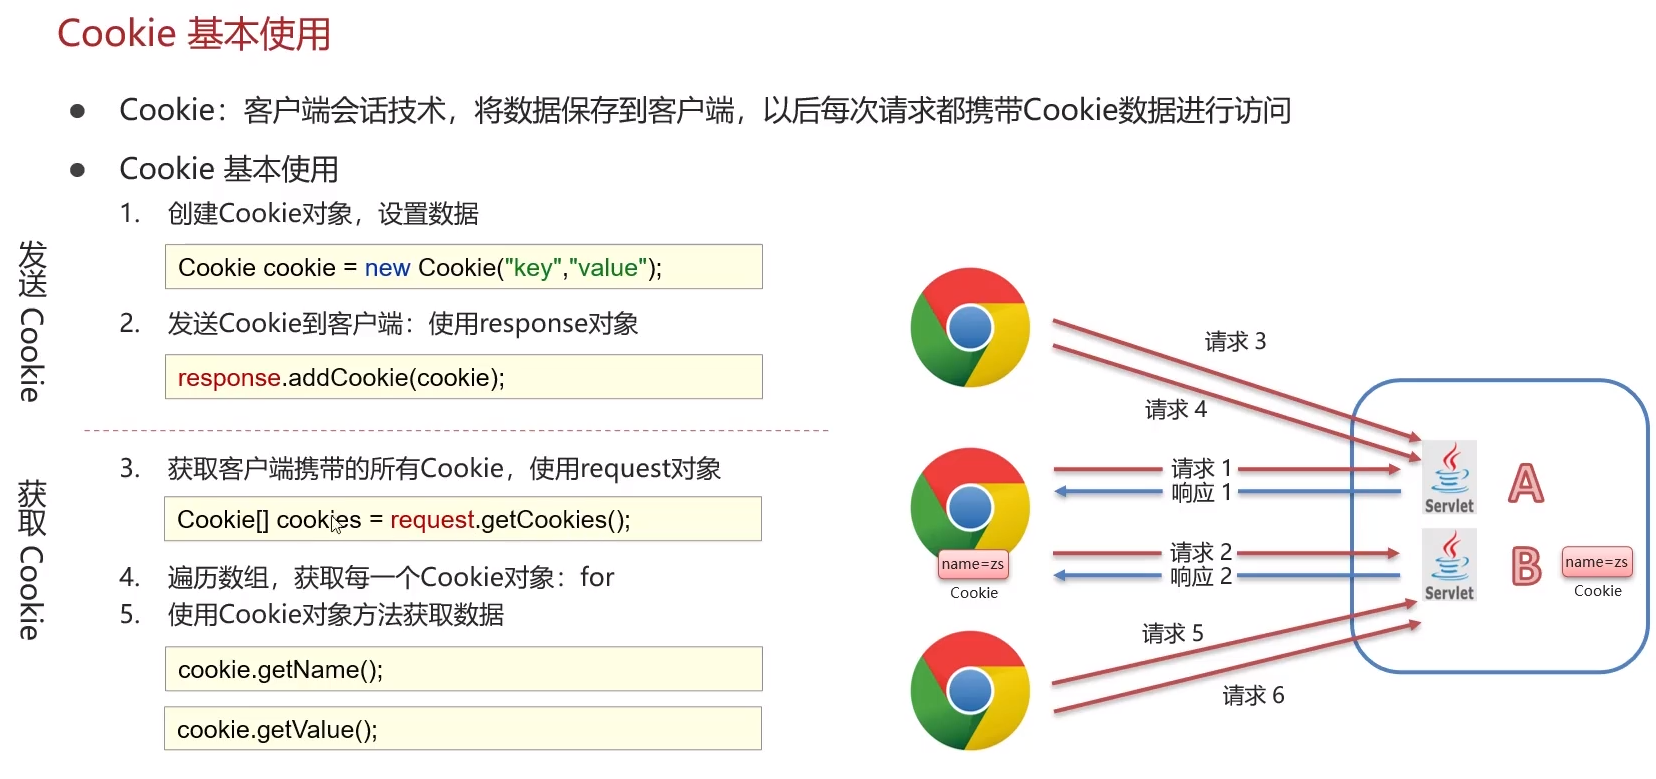 Cookie 基本使用
● Cookie：客户端会话技术，将数据保存到客户端，以后每次请求都携带Cookie数据进行访问
● Cookie 基本使用
发送 Cookie
1. 创建Cookie对象，设置数据
Cookie cookie = new Cookie("key","value");
2. 发送Cookie到客户端：使用response对象
response.addCookie(cookie);
获取 Cookie
3. 获取客户端携带的所有Cookie，使用request对象
Cookie[] cookies = request.getCookies();
4. 遍历数组，获取每一个Cookie对象：for
5. 使用Cookie对象方法获取数据
cookie.getName();
cookie.getValue();
请求 3
请求 4
请求 1
响应 1
Servlet
A
请求 2
响应 2
name=zs
Cookie
Servlet
B
name=zs
Cookie
请求 5
请求 6